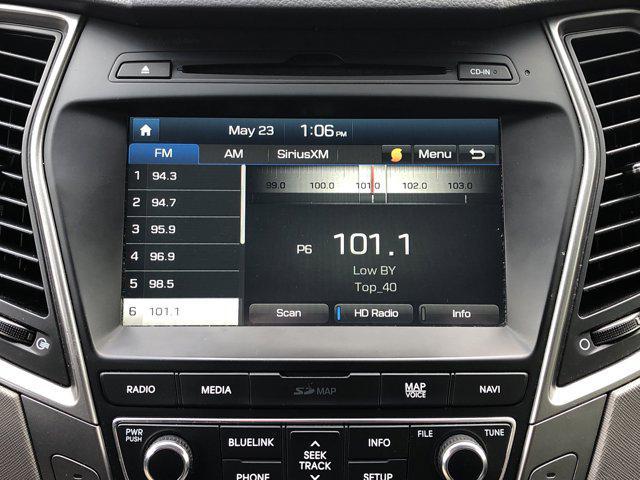 CD-IN
May 23 1:06 PM
FM AM SiriusXM Menu
1 94.3
2 94.7
3 95.9
4 96.9
5 98.5
6 101.1
99.0 100.0 101.0 102.0 103.0
P6 101.1
Low BY
Top_40
Scan HD Radio Info
RADIO MEDIA SD MAP MAP VOICE NAVI
PWR PUSH BLUELINK SEEK TRACK INFO FILE TUNE
PHONE SETUP